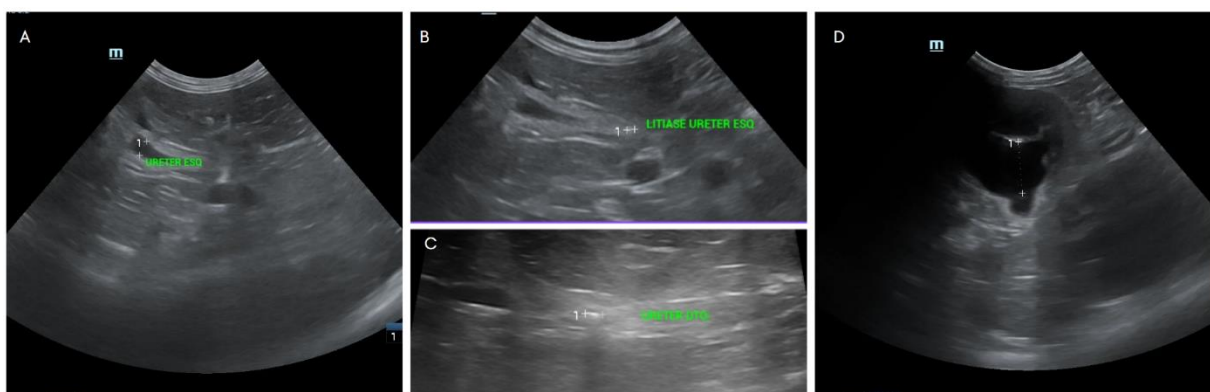 A
m
1
URETER ESQ
1
B
1
LITIASE URETER ESQ
C
1
URETER DTO
D
m
1